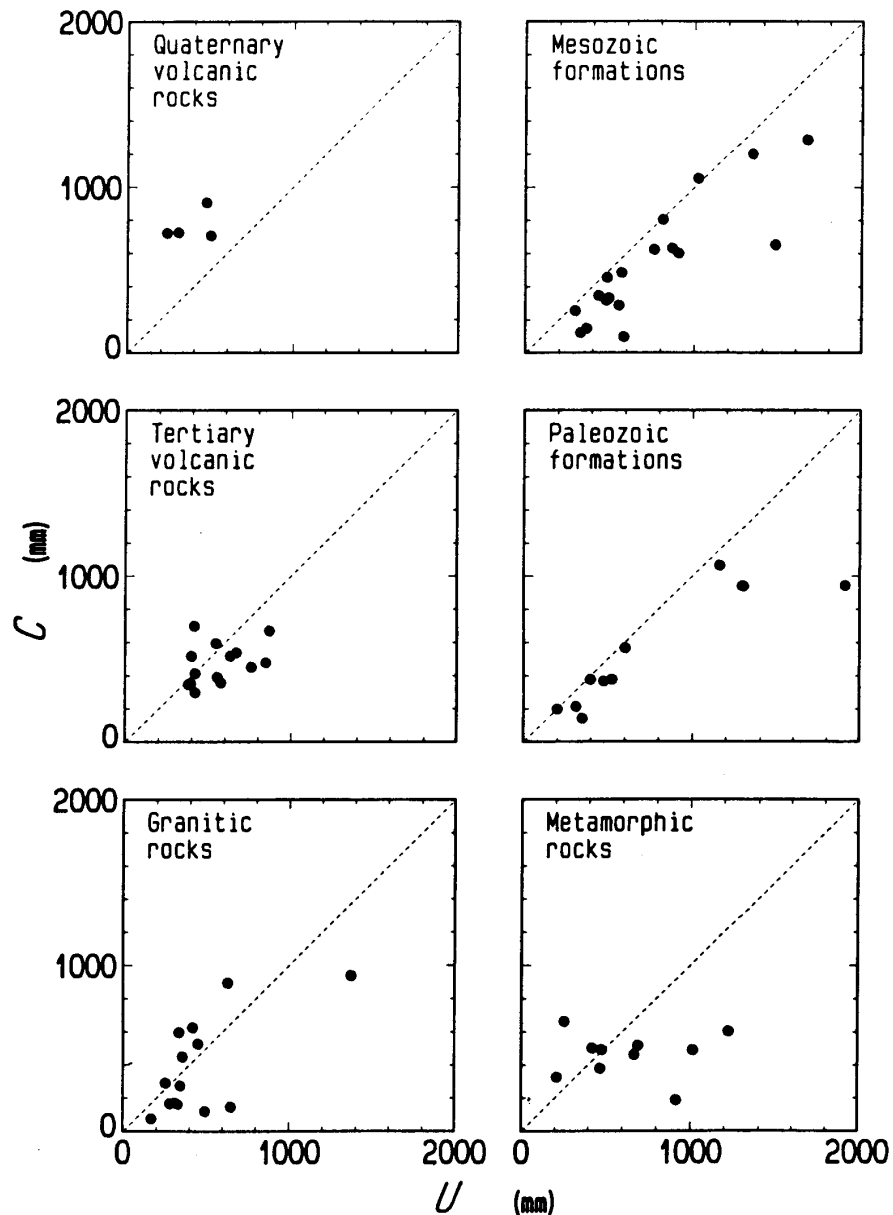 2000
Quaternary
volcanic
rocks
1000
0
Mesozoic
formations
2000
Tertiary
volcanic
rocks
1000
0
Paleozoic
formations
C (mm)
2000
Granitic
rocks
1000
0
0 1000 2000
Metamorphic
rocks
0 1000 2000
U (mm)